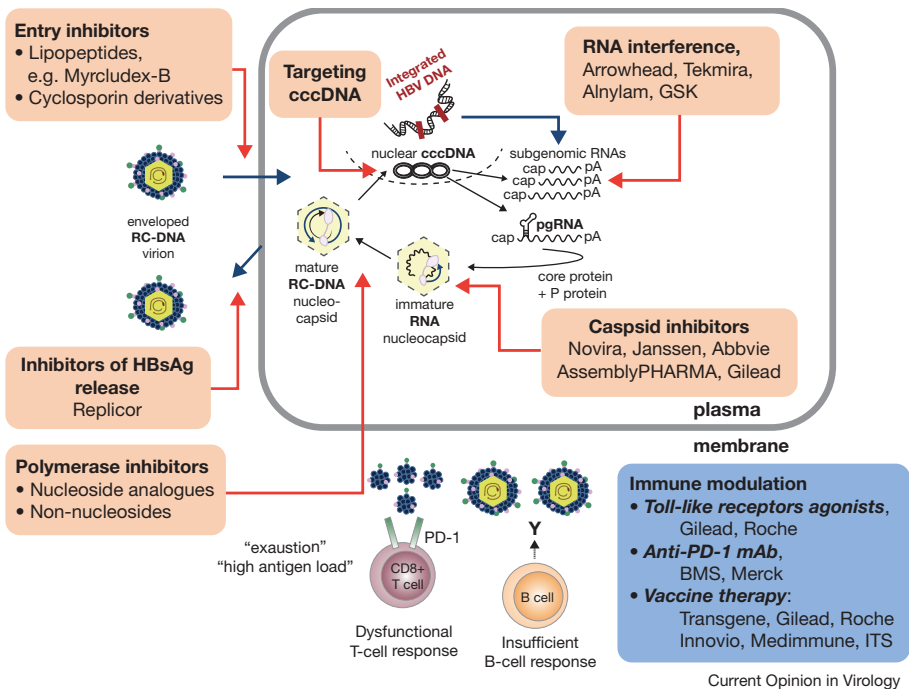 Entry inhibitors
• Lipopeptides,
e.g. Myrcludex-B
• Cyclosporin derivatives
Targeting
cccDNA
Integrated
HBV DNA
RNA interference,
Arrowhead, Tekmira,
Alnylam, GSK
nuclear cccDNA
subgenomic RNAs
cap pA
cap pA
cap pA
pgRNA
cap pA
core protein
+ P protein
enveloped
RC-DNA
virion
mature
RC-DNA
nucleo-
capsid
immature
RNA
nucleocapsid
Inhibitors of HBsAg
release
Replicor
Caspsid inhibitors
Novira, Janssen, Abbvie
AssemblyPHARMA, Gilead
plasma
membrane
Polymerase inhibitors
• Nucleoside analogues
• Non-nucleosides
"exaustion"
"high antigen load"
PD-1
CD8+
T cell
Dysfunctional
T-cell response
Y
B cell
Insufficient
B-cell response
Immune modulation
• Toll-like receptors agonists,
Gilead, Roche
• Anti-PD-1 mAb,
BMS, Merck
• Vaccine therapy:
Transgene, Gilead, Roche
Innovio, Medimmune, ITS
Current Opinion in Virology